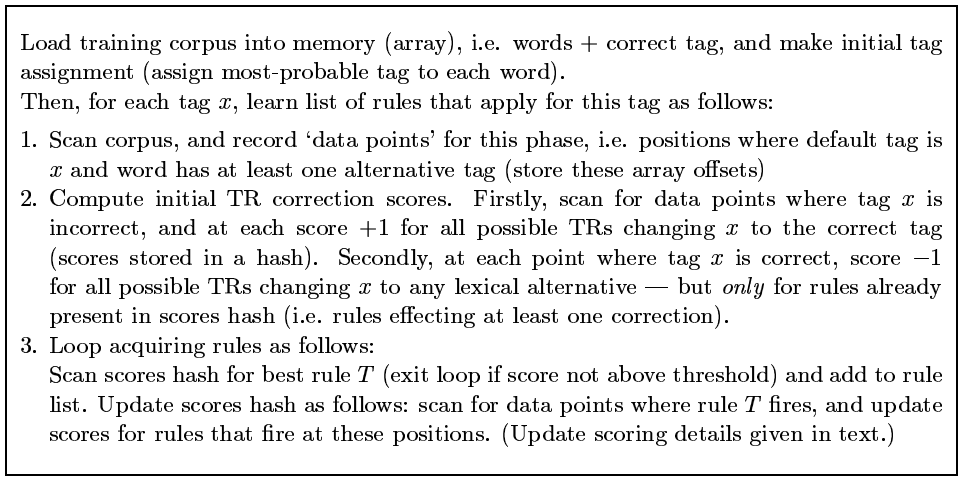 Load training corpus into memory (array), i.e. words + correct tag, and make initial tag
assignment (assign most-probable tag to each word).
Then, for each tag x, learn list of rules that apply for this tag as follows:
1. Scan corpus, and record ‘data points’ for this phase, i.e. positions where default tag is
x and word has at least one alternative tag (store these array offsets)
2. Compute initial TR correction scores. Firstly, scan for data points where tag x is
incorrect, and at each score +1 for all possible TRs changing x to the correct tag
(scores stored in a hash). Secondly, at each point where tag x is correct, score −1
for all possible TRs changing x to any lexical alternative — but only for rules already
present in scores hash (i.e. rules effecting at least one correction).
3. Loop acquiring rules as follows:
Scan scores hash for best rule T (exit loop if score not above threshold) and add to rule
list. Update scores hash as follows: scan for data points where rule T fires, and update
scores for rules that fire at these positions. (Update scoring details given in text.)